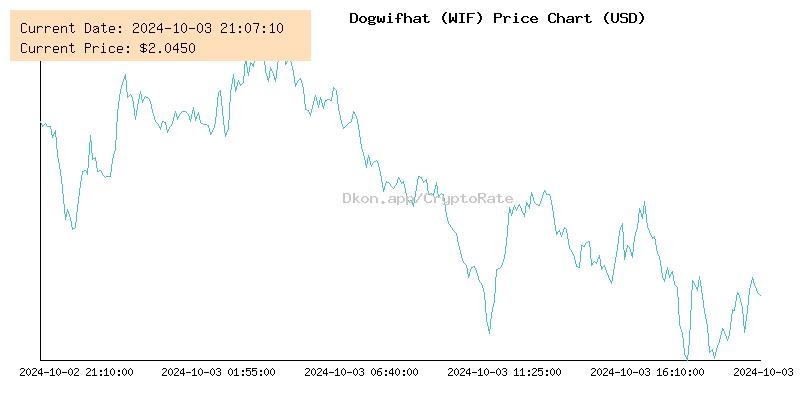 Dogwifhat (WIF) Price Chart (USD)
Current Date: 2024-10-03 21:07:10
Current Price: $2.0450
Dkon.app/CryptoRate
2024-10-02 21:10:00 2024-10-03 01:55:00 2024-10-03 06:40:00 2024-10-03 11:25:00 2024-10-03 16:10:00 2024-10-03